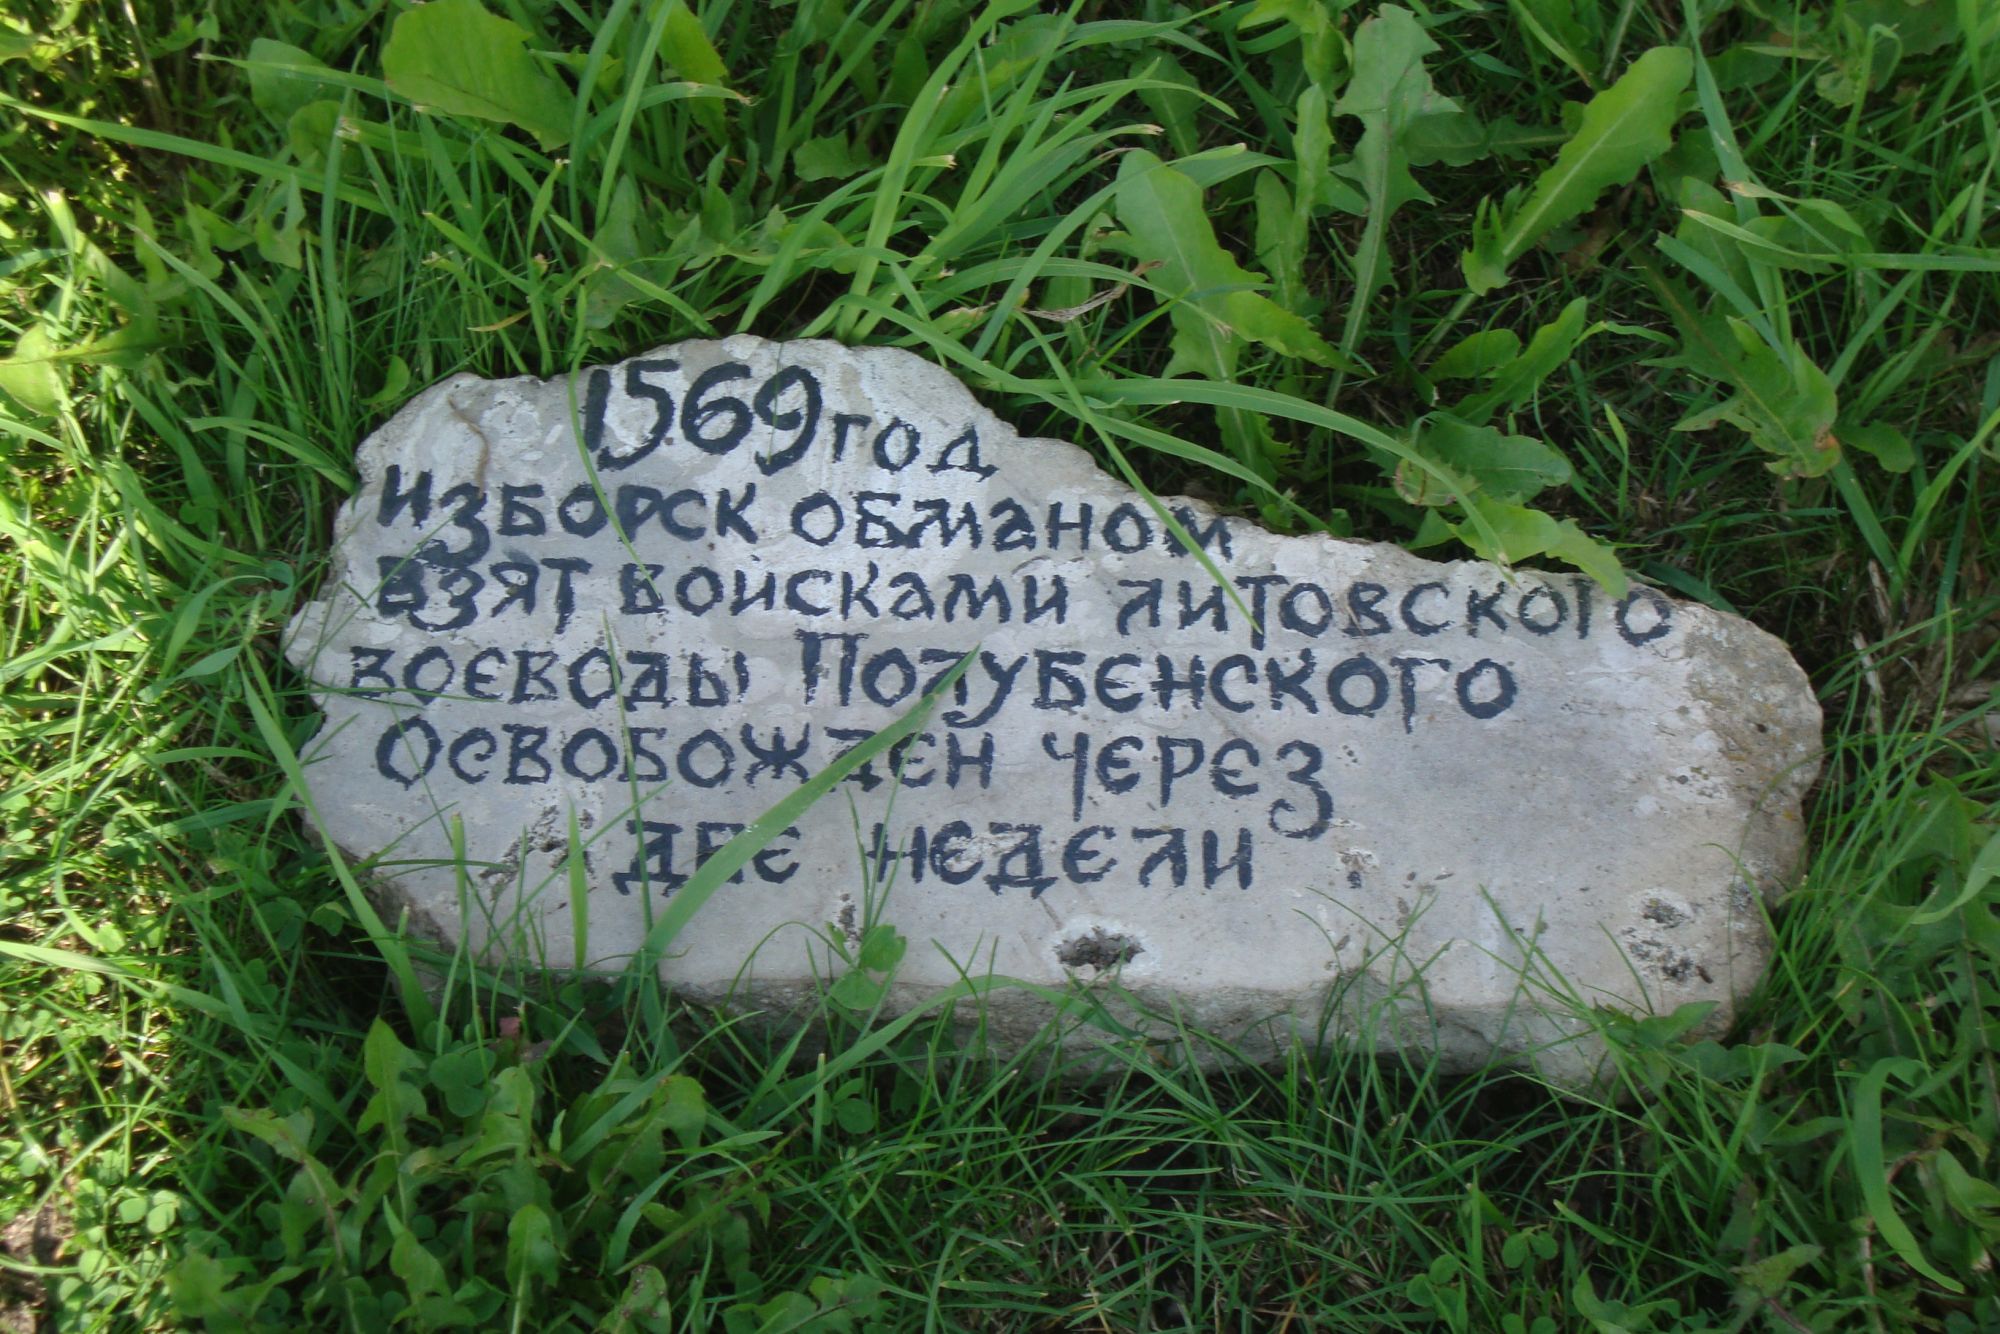 1569 год
Изборск обманом
взят войсками литовского
воеводы Полубенского
Освобожден через
две недели